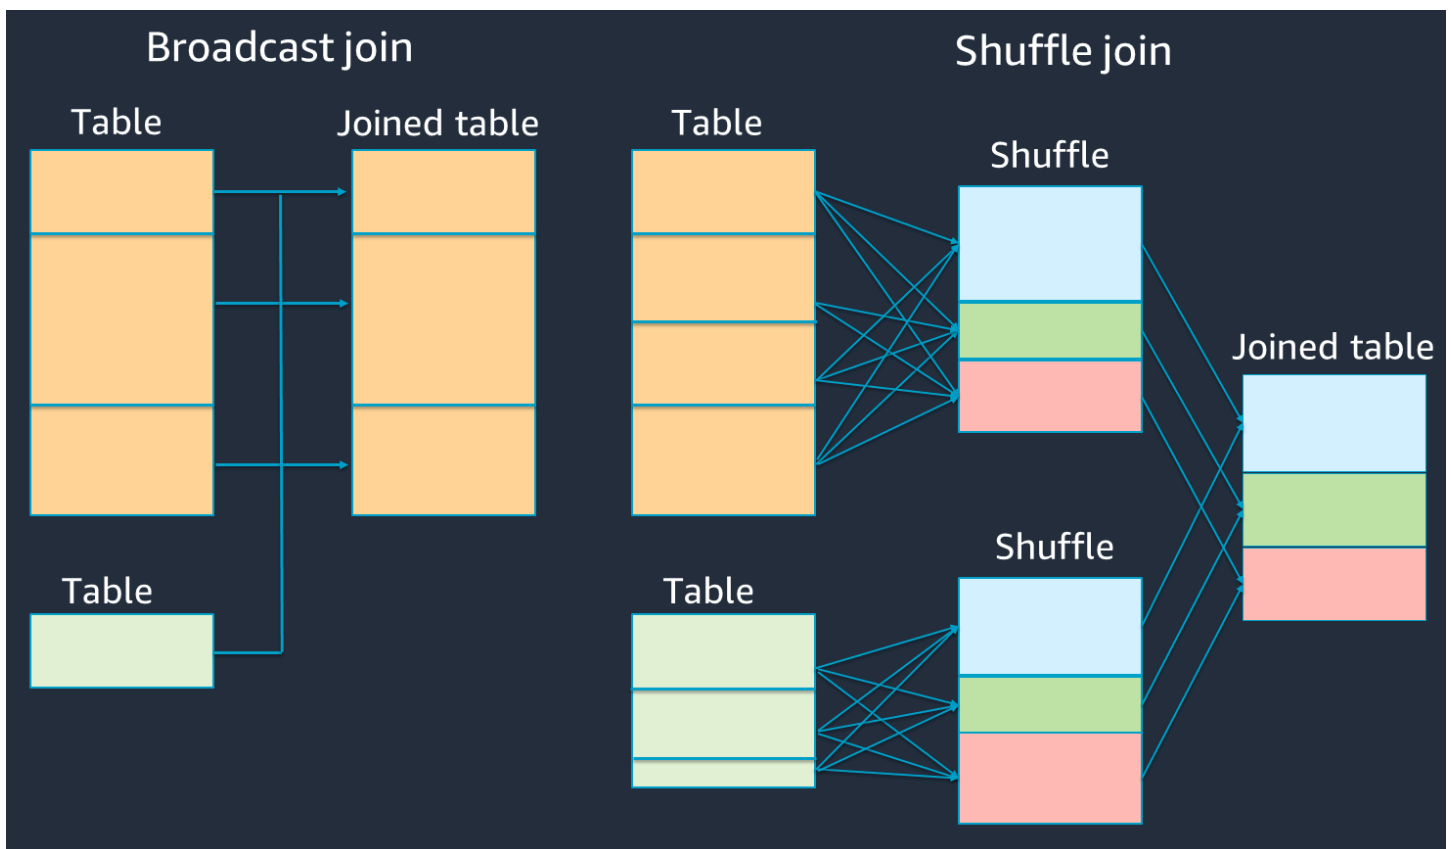 Broadcast join
Table
Joined table
Table
Shuffle join
Table
Shuffle
Joined table
Shuffle
Table